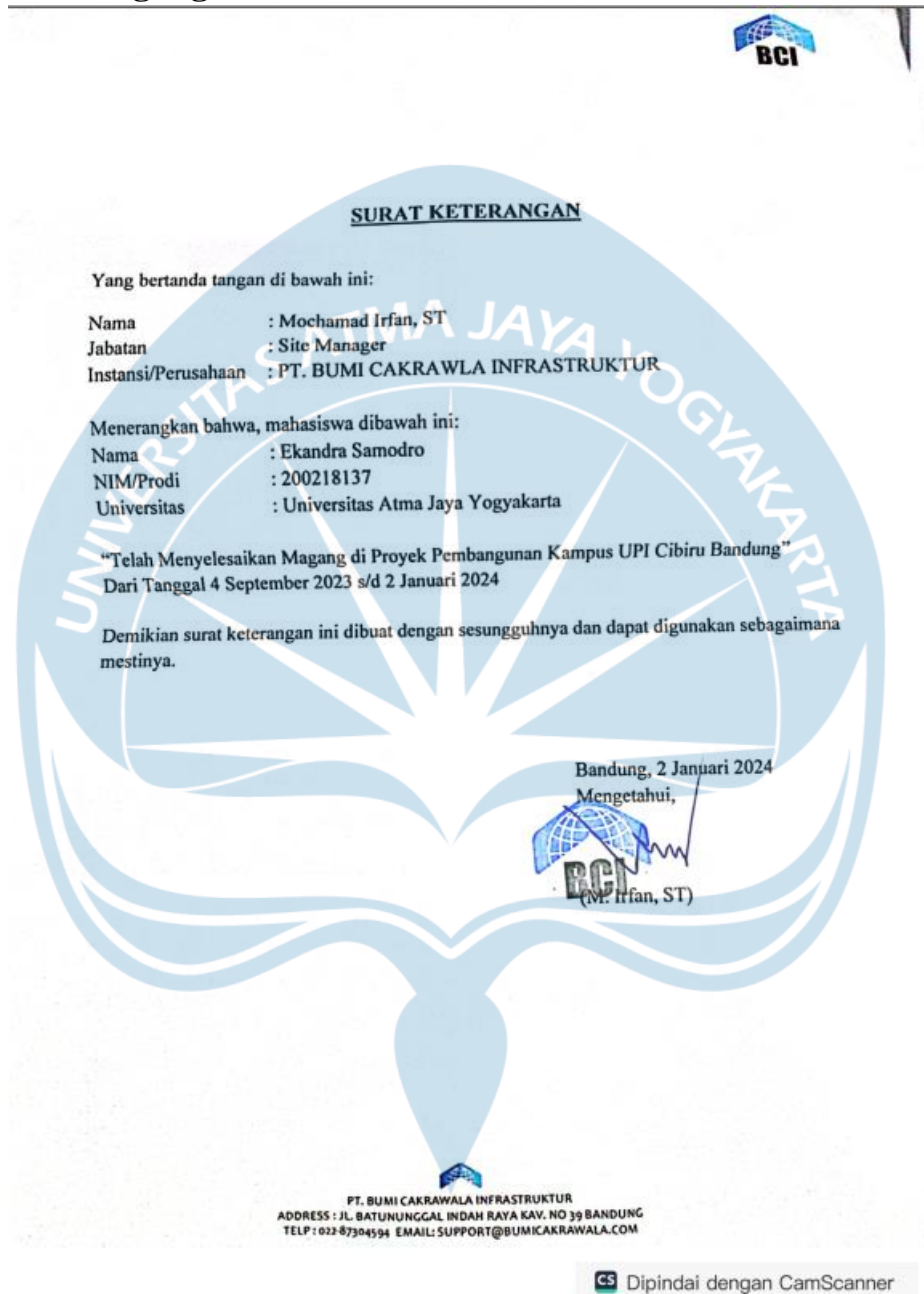 BCI
SURAT KETERANGAN
Yang bertanda tangan di bawah ini:
Nama : Mochamad Irfan, ST
Jabatan : Site Manager
Instansi/Perusahaan : PT. BUMI CAKRAWLA INFRASTRUKTUR
Menerangkan bahwa, mahasiswa dibawah ini:
Nama : Ekandra Samodro
NIM/Prodi : 200218137
Universitas : Universitas Atma Jaya Yogyakarta
“Telah Menyelesaikan Magang di Proyek Pembangunan Kampus UPI Cibiru Bandung”
Dari Tanggal 4 September 2023 s/d 2 Januari 2024
Demikian surat keterangan ini dibuat dengan sesungguhnya dan dapat digunakan sebagaimana
mestinya.
Bandung, 2 Januari 2024
Mengetahui,
BCI
(M. Irfan, ST)
UNIVERSITAS ATMA JAYA YOGYAKARTA
PT. BUMI CAKRAWALA INFRASTRUKTUR
ADDRESS : JL. BATUNUNGGAL INDAH RAYA KAV. NO 39 BANDUNG
TELP : 022-87304594 EMAIL: SUPPORT@BUMICAKRAWALA.COM
CS Dipindai dengan CamScanner